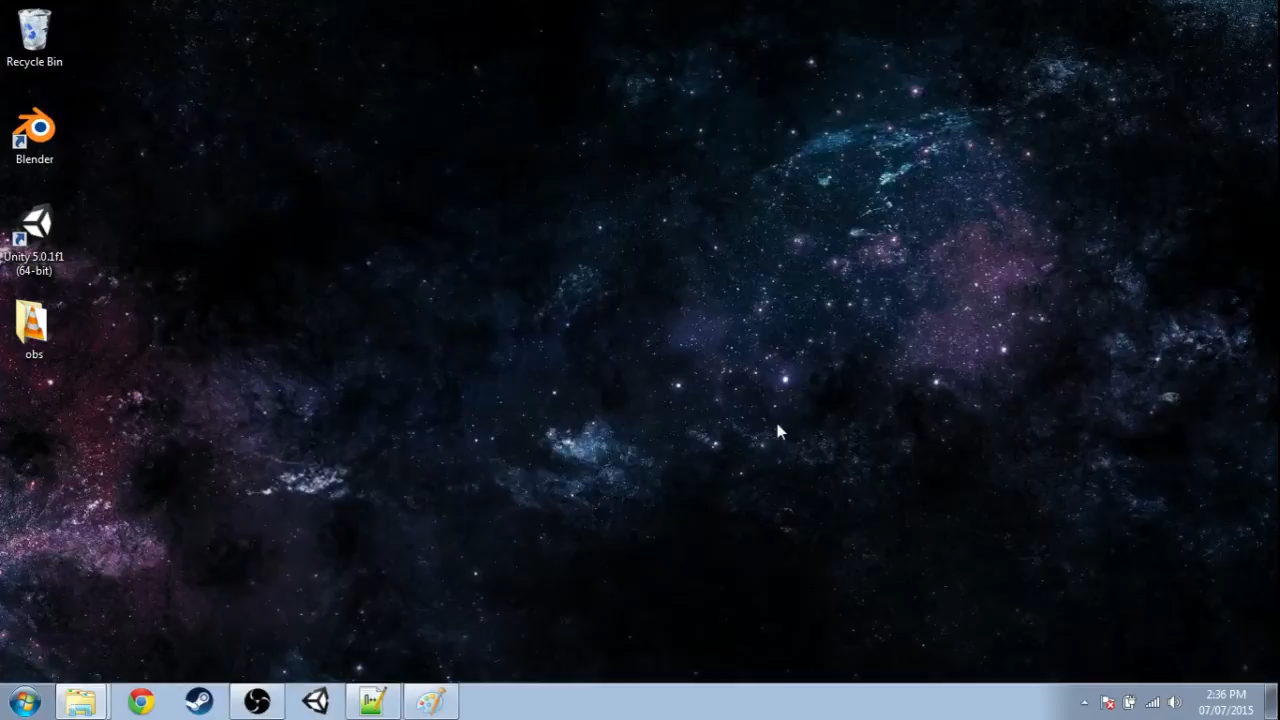 Recycle Bin
Blender
Unity 5.0.1f1
(64-bit)
obs
2:36 PM
07/07/2015